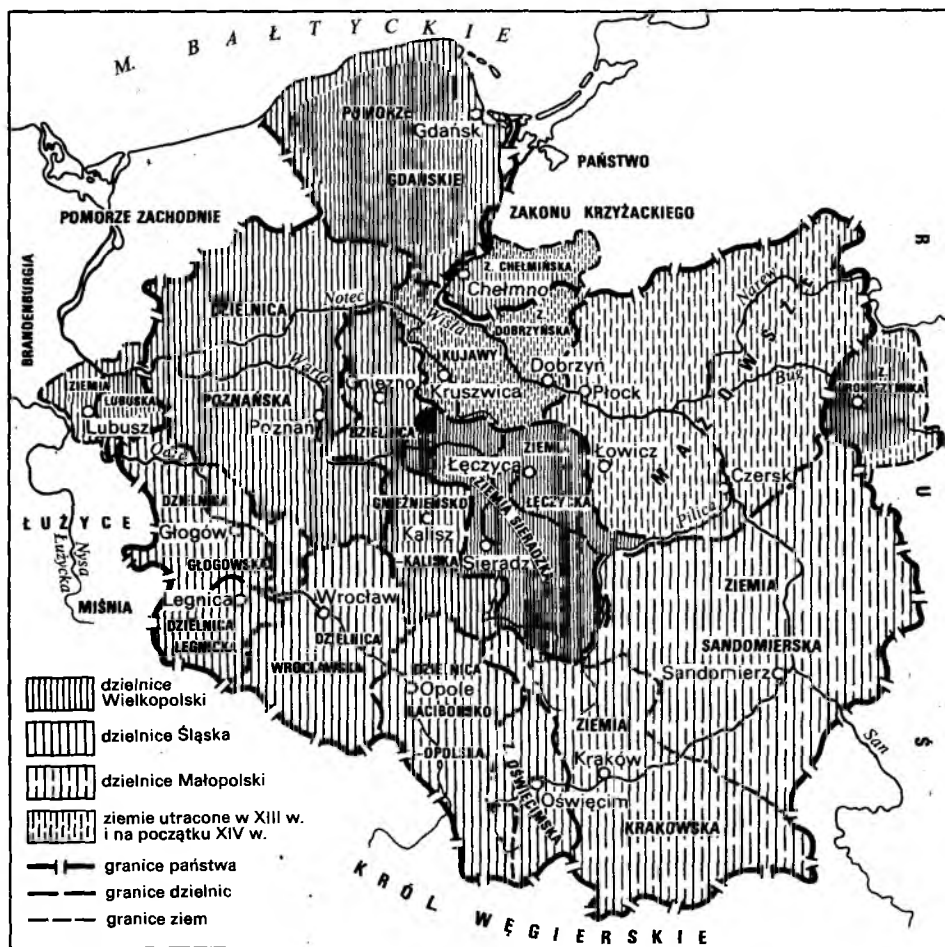 M. BAŁTYCKIE
POMORZE
Gdańsk
GDAŃSKIE
PAŃSTWO
ZAKONU KRZYŻACKIEGO
POMORZE ZACHODNIE
BRANDENBURGIA
Z. CHEŁMIŃSKA
Chełmno
Z. DOBRZYŃSKA
Noteć
Wisła
Narew
DZIELNICA
POZNAŃSKA
Warta
Poznań
Gniezno
DZIELNICA
GNIEŹNIEŃSKO
-KALISKA
Kalisz
KUJAWY
Kruszwica
Dobrzyń
Płock
Bug
MAZOWSZE
RUŚ
ZIEMIA
LUBUSKA
Lubusz
Odra
Łęczyca
ZIEMIA
ŁĘCZYCKA
Łowicz
Czersk
Pilica
ZIEMIA SIERADZKA
Sieradz
ŁUŻYCE
Nysa
Łużycka
MIŚNIA
DZIELNICA
Głogów
GŁOGOWSKA
Legnica
DZIELNICA
LEGNICKA
Wrocław
DZIELNICA
WROCŁAWSKA
DZIELNICA
Opole
RACIBORSKO
-OPOLSKA
Z. OŚWIĘCIMSKA
Oświęcim
ZIEMIA
SANDOMIERSKA
Sandomierz
San
ZIEMIA
Kraków
KRAKOWSKA
KRÓL WĘGIERSKIE
dzielnice
Wielkopolski
dzielnice Śląska
dzielnice Małopolski
ziemie utracone w XIII w.
i na początku XIV w.
granice państwa
granice dzielnic
granice ziem